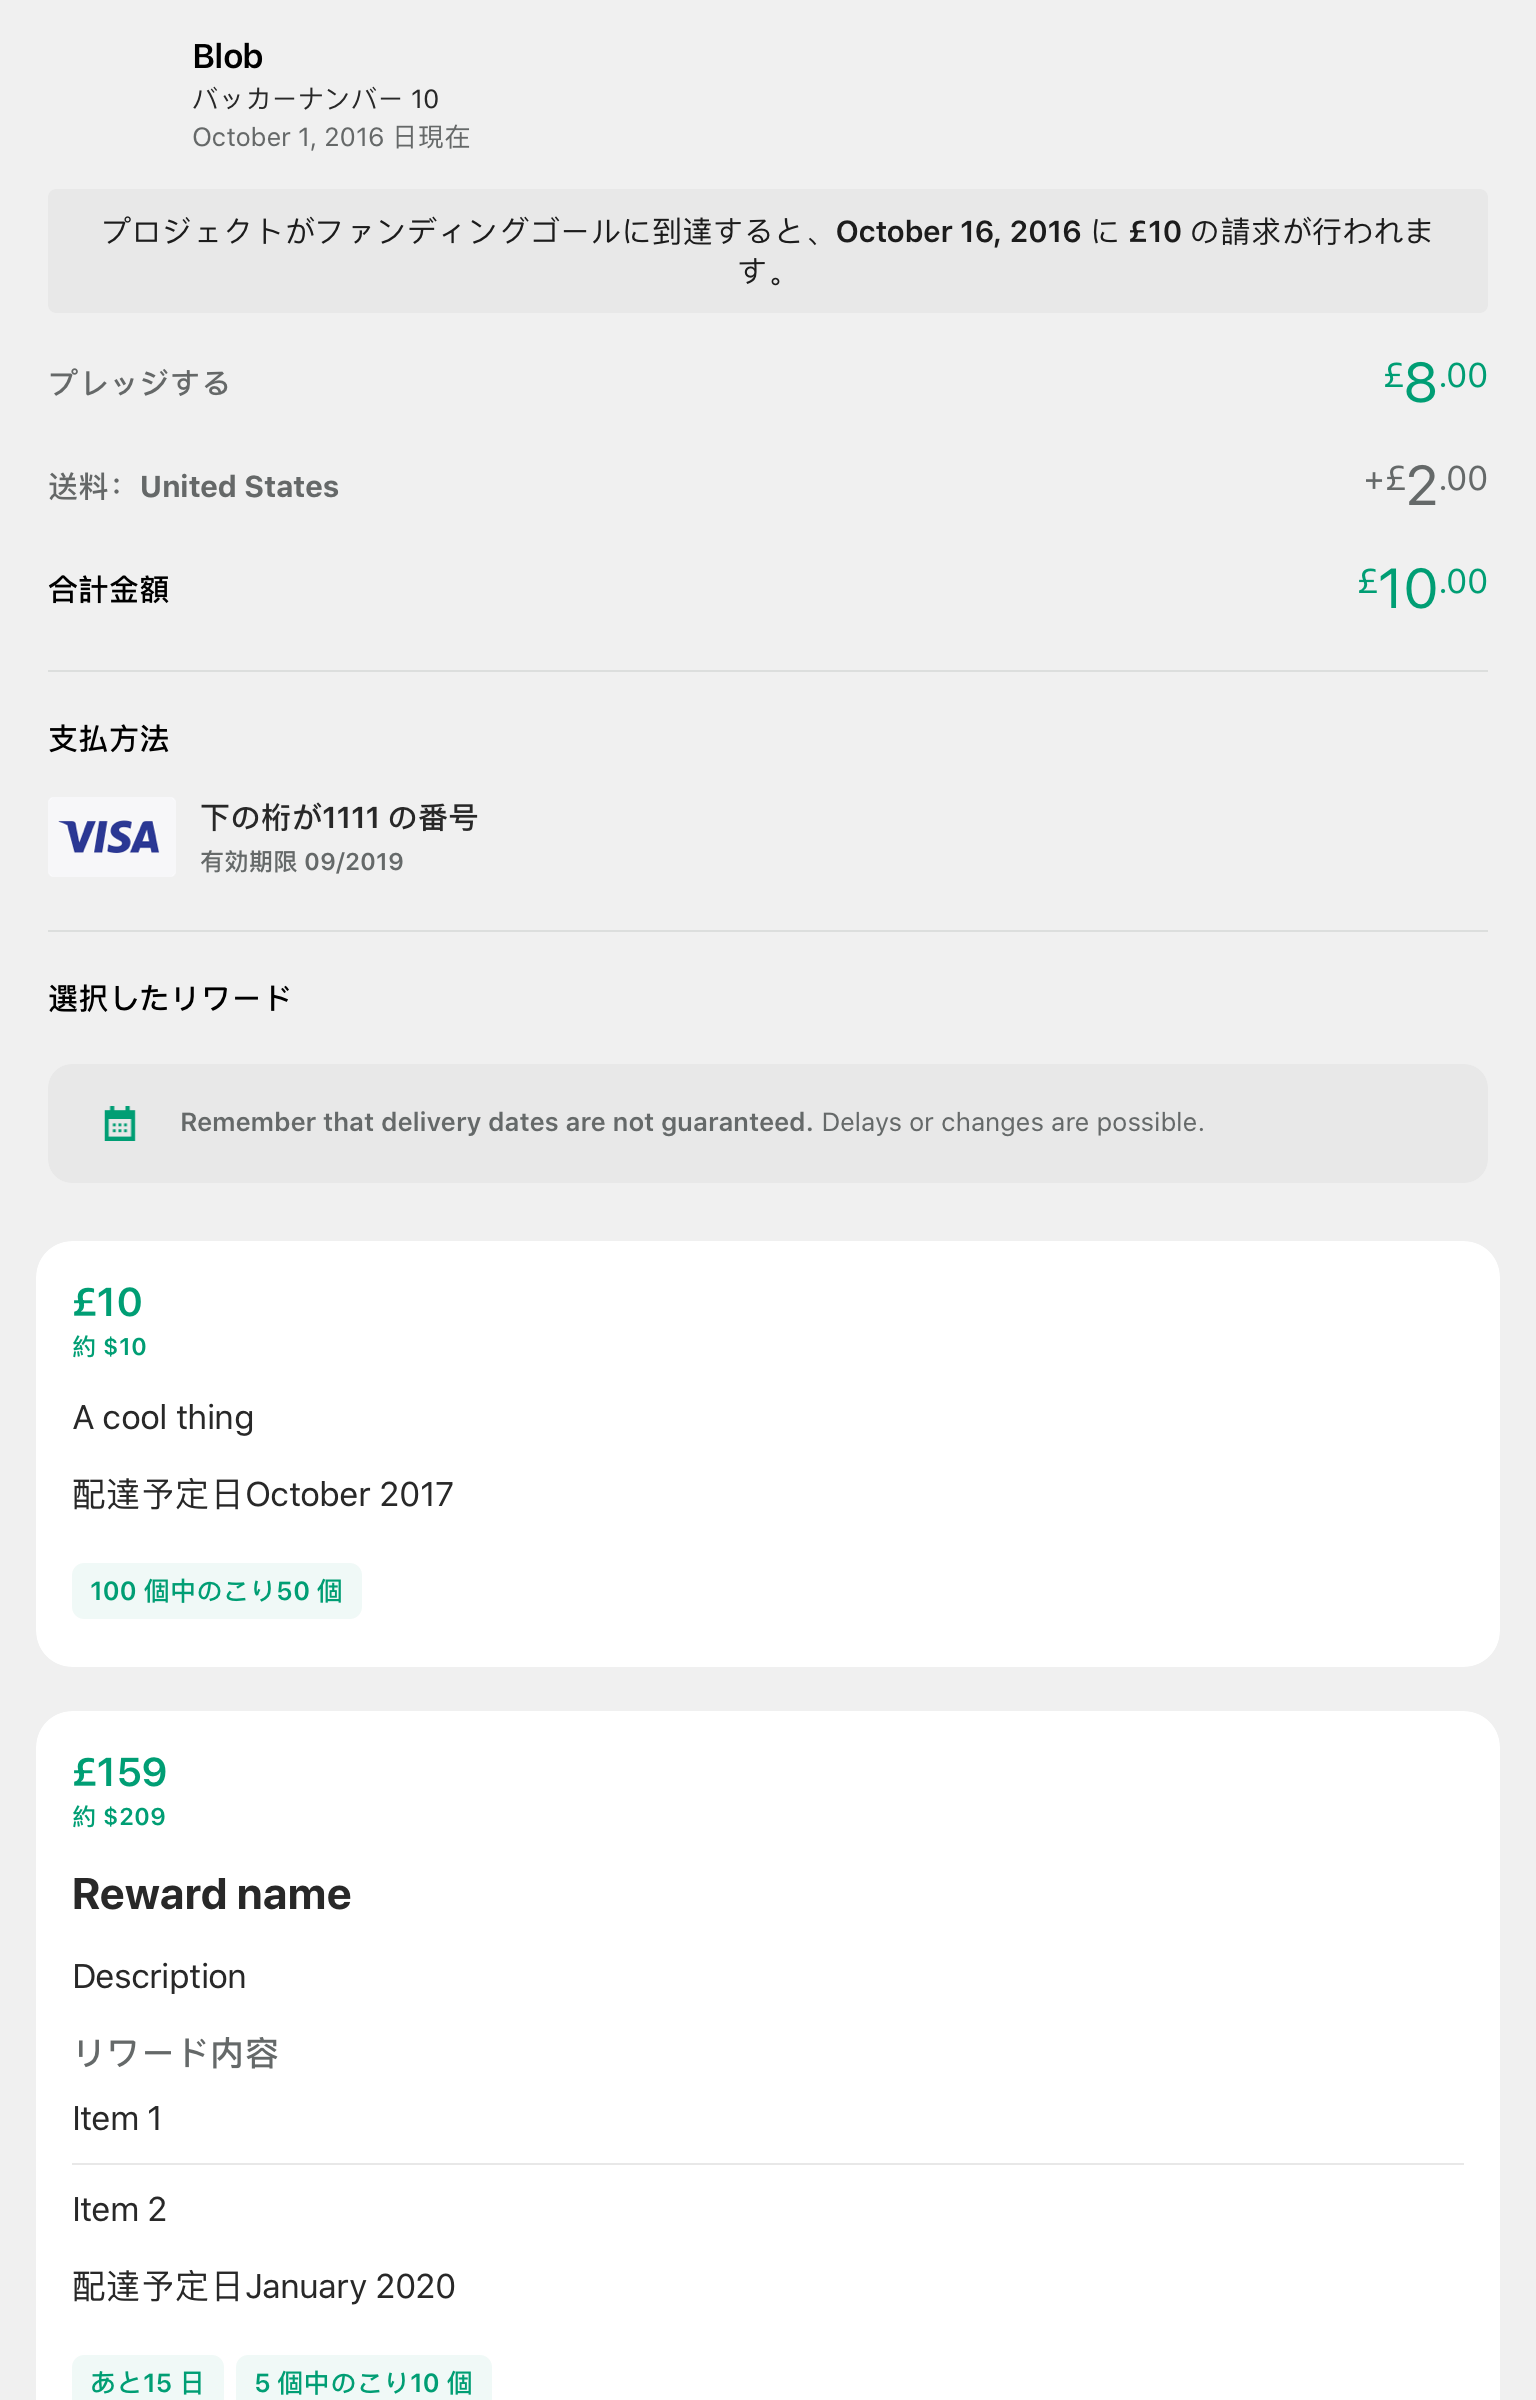 Blob
バッカーナンバー 10
October 1, 2016 日現在
プロジェクトがファンディングゴールに到達すると、October 16, 2016 に £10 の請求が行われま
す。
プレッジする
£8.00
送料： United States
+£2.00
合計金額
£10.00
支払方法
VISA
下の桁が1111 の番号
有効期限 09/2019
選択したリワード
Remember that delivery dates are not guaranteed. Delays or changes are possible.
£10
約 $10
A cool thing
配達予定日October 2017
100 個中のこり50 個
£159
約 $209
Reward name
Description
リワード内容
Item 1
Item 2
配達予定日January 2020
あと15 日
5 個中のこり10 個